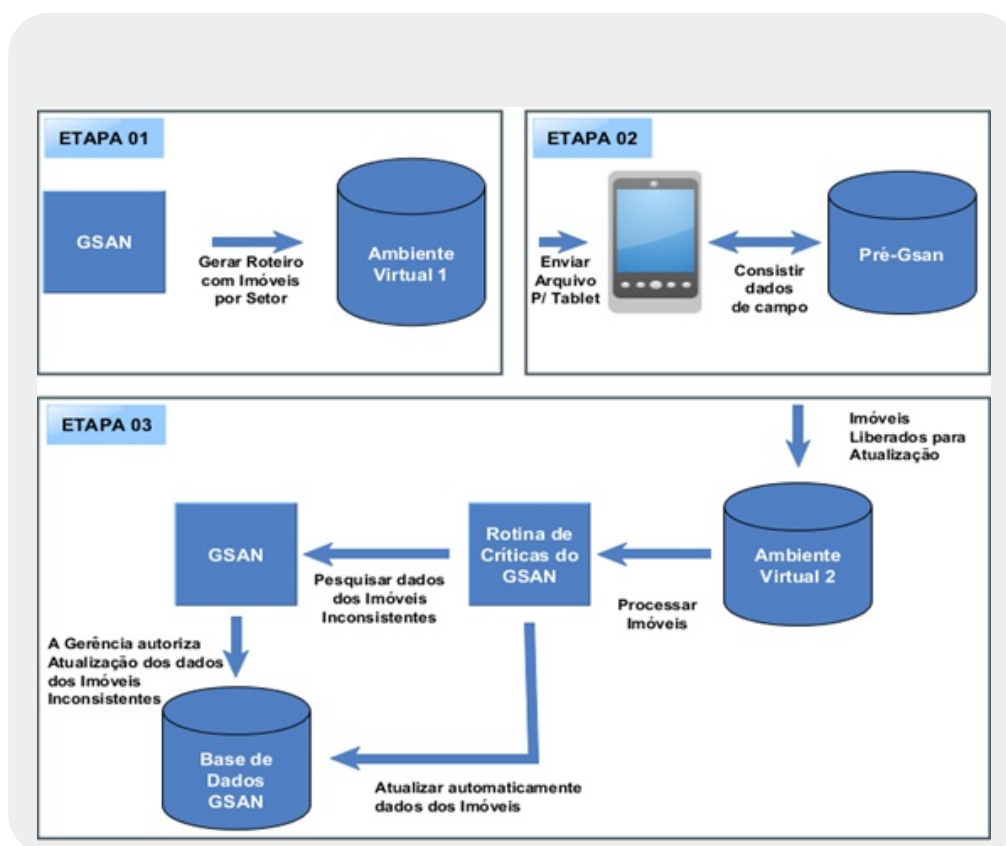 ETAPA 01
GSAN
Gerar Roteiro
com Imóveis
por Setor
Ambiente
Virtual 1
ETAPA 02
Enviar
Arquivo
P/ Tablet
Consistir
dados
de campo
Pré-Gsan
ETAPA 03
Imóveis
Liberados para
Atualização
Ambiente
Virtual 2
Processar
Imóveis
Rotina de
Críticas do
GSAN
Pesquisar dados
dos Imóveis
Inconsistentes
GSAN
A Gerência autoriza
Atualização dos dados
dos Imóveis
Inconsistentes
Base de
Dados
GSAN
Atualizar automaticamente
dados dos Imóveis